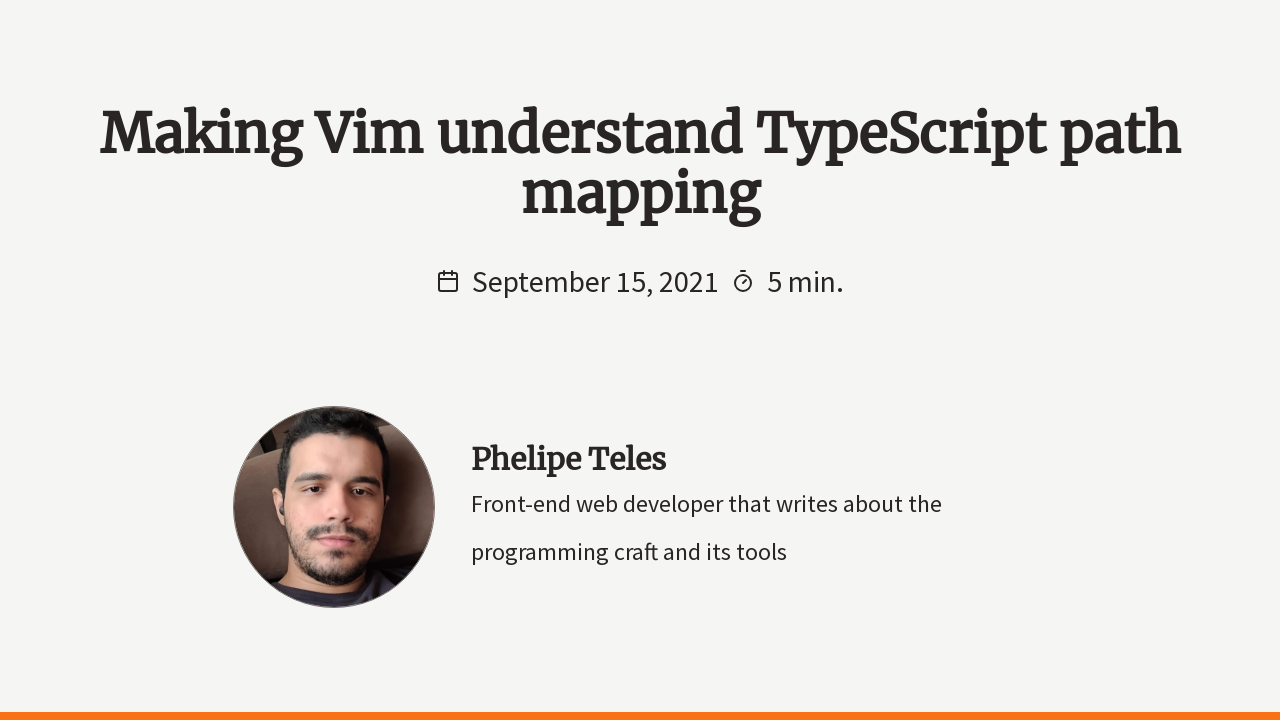 Making Vim understand TypeScript path
mapping
September 15, 2021 5 min.
Phelipe Teles
Front-end web developer that writes about the
programming craft and its tools